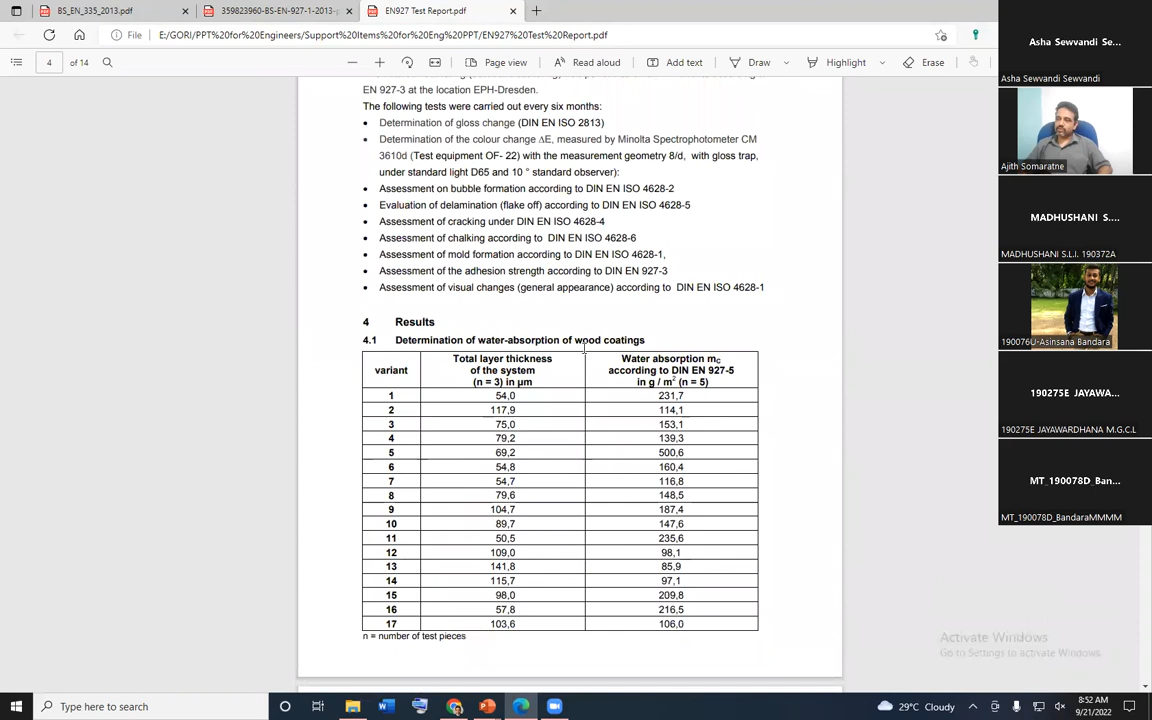 BS_EN_335_2013.pdf
359823960-BS-EN-927-1-2013-
EN927 Test Report.pdf
File
E:/GORI/PPT%20for%20Engineers/Support%20Items%20for%20Eng%20PPT/EN927%20Test%20Report.pdf
4 of 14
Page view
Read aloud
Add text
Draw
Highlight
Erase
EN 927-3 at the location EPH-Dresden.
The following tests were carried out every six months:
• Determination of gloss change (DIN EN ISO 2813)
• Determination of the colour change ΔE, measured by Minolta Spectrophotometer CM
3610d (Test equipment OF- 22) with the measurement geometry 8/d, with gloss trap,
under standard light D65 and 10 ° standard observer):
• Assessment on bubble formation according to DIN EN ISO 4628-2
• Evaluation of delamination (flake off) according to DIN EN ISO 4628-5
• Assessment of cracking under DIN EN ISO 4628-4
• Assessment of chalking according to DIN EN ISO 4628-6
• Assessment of mold formation according to DIN EN ISO 4628-1,
• Assessment of the adhesion strength according to DIN EN 927-3
• Assessment of visual changes (general appearance) according to DIN EN ISO 4628-1
4 Results
4.1 Determination of water-absorption of wood coatings
variant
Total layer thickness
of the system
(n = 3) in µm
Water absorption mC
according to DIN EN 927-5
in g / m² (n = 5)
1 54,0 231,7
2 117,9 114,1
3 75,0 153,1
4 79,2 139,3
5 69,2 500,6
6 54,8 160,4
7 54,7 116,8
8 79,6 148,5
9 104,7 187,4
10 89,7 147,6
11 50,5 235,6
12 109,0 98,1
13 141,8 85,9
14 115,7 97,1
15 98,0 209,8
16 57,8 216,5
17 103,6 106,0
n = number of test pieces
Asha Sewvandi Se...
Asha Sewvandi Sewvandi
Ajith Somaratne
MADHUSHANI S....
MADHUSHANI S.L.I. 190372A
190076U-Asinsana Bandara
190275E JAYAWA...
190275E JAYAWARDHANA M.G.C.L
MT_190078D_Ban...
MT_190078D_BandaraMMMM
Activate Windows
Go to Settings to activate Windows.
Type here to search
29°C Cloudy
8:52 AM
9/21/2022